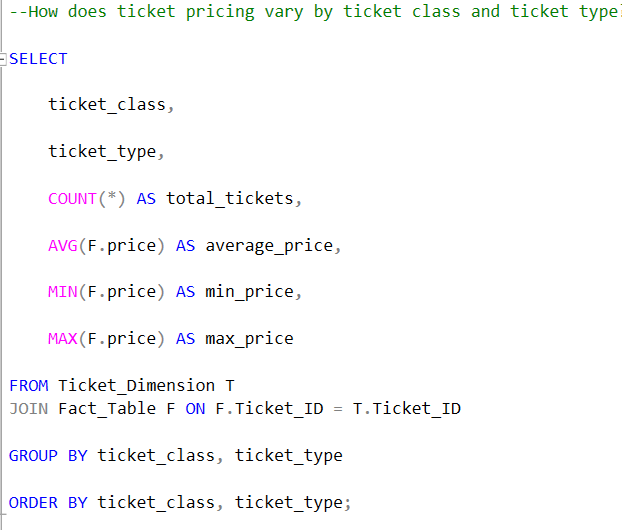 --How does ticket pricing vary by ticket class and ticket type?
SELECT
ticket_class,
ticket_type,
COUNT(*) AS total_tickets,
AVG(F.price) AS average_price,
MIN(F.price) AS min_price,
MAX(F.price) AS max_price
FROM Ticket_Dimension T
JOIN Fact_Table F ON F.Ticket_ID = T.Ticket_ID
GROUP BY ticket_class, ticket_type
ORDER BY ticket_class, ticket_type;